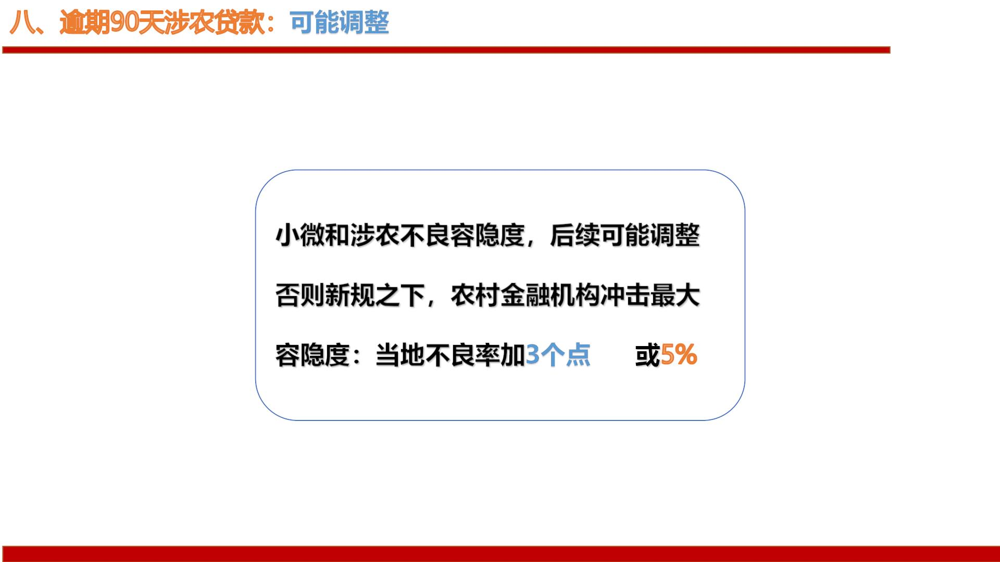 八、逾期90天涉农贷款：可能调整
小微和涉农不良容隐度，后续可能调整
否则新规之下，农村金融机构冲击最大
容隐度：当地不良率加3个点 或5%